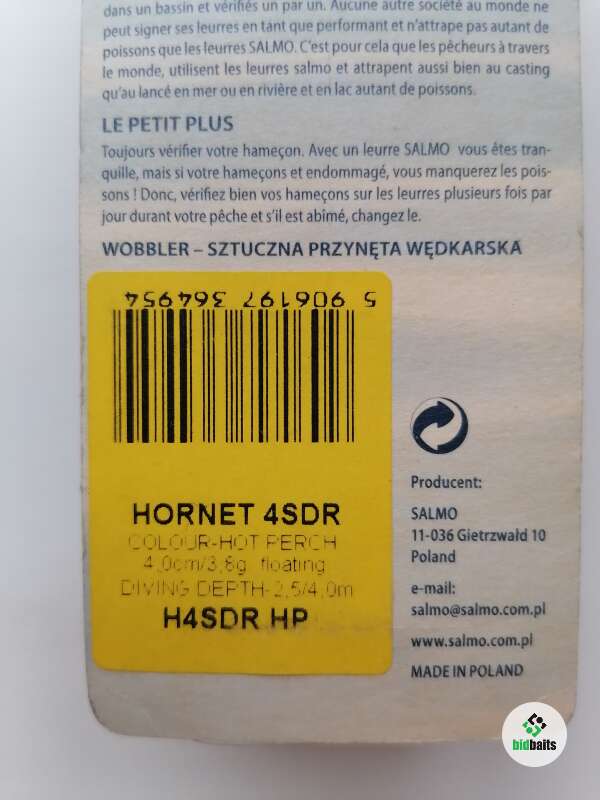 dans un bassin et vérifiés un par un. Aucune autre société au monde ne
peut signer ses leurres en tant que performant et n'attrape pas autant de
poissons que les leurres SALMO. C'est pour cela que les pêcheurs à travers
le monde, utilisent les leurres salmo et attrapent aussi bien au casting
qu'au lancé en mer ou en rivière et en lac autant de poissons.
LE PETIT PLUS
Toujours vérifier votre hameçon. Avec un leurre SALMO vous êtes tran-
quille, mais si votre hameçons et endommagé, vous manquerez les pois-
sons ! Donc, vérifiez bien vos hameçons sur les leurres plusieurs fois par
jour durant votre pêche et s'il est abîmé, changez le.
WOBBLER – SZTUCZNA PRZYNĘTA WĘDKARSKA
5 906197 364954
HORNET 4SDR
COLOUR-HOT PERCH
4,0cm/3,8g floating
DIVING DEPTH-2,5/4,0m
H4SDR HP
Producent:
SALMO
11-036 Gietrzwałd 10
Poland
e-mail:
salmo@salmo.com.pl
www.salmo.com.pl
MADE IN POLAND
bidbaits